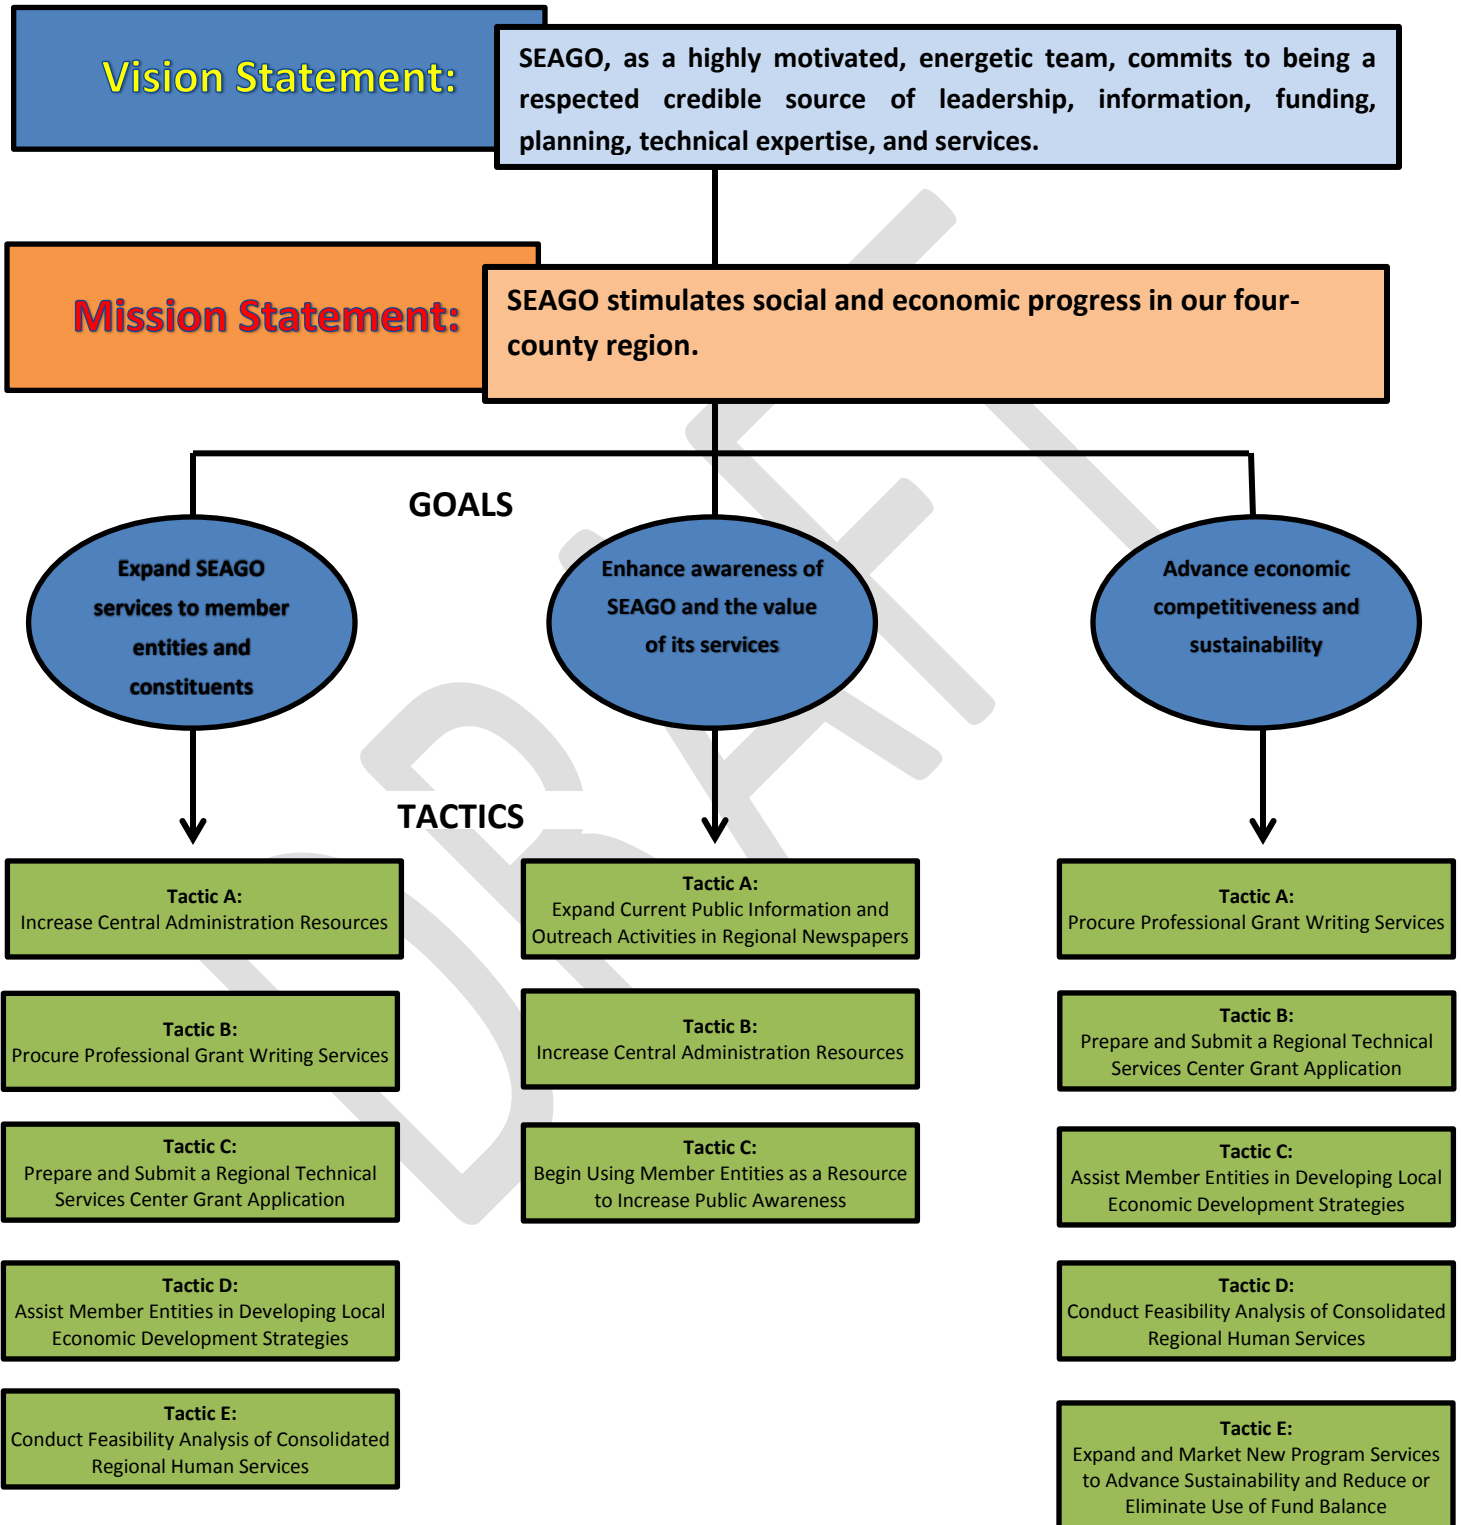 Vision Statement:
SEAGO, as a highly motivated, energetic team, commits to being a
respected credible source of leadership, information, funding,
planning, technical expertise, and services.
Mission Statement:
SEAGO stimulates social and economic progress in our four-
county region.
GOALS
Expand SEAGO
services to member
entities and
constituents
Enhance awareness of
SEAGO and the value
of its services
Advance economic
competitiveness and
sustainability
TACTICS
Tactic A:
Increase Central Administration Resources
Tactic B:
Procure Professional Grant Writing Services
Tactic C:
Prepare and Submit a Regional Technical
Services Center Grant Application
Tactic D:
Assist Member Entities in Developing Local
Economic Development Strategies
Tactic E:
Conduct Feasibility Analysis of Consolidated
Regional Human Services
Tactic A:
Expand Current Public Information and
Outreach Activities in Regional Newspapers
Tactic B:
Increase Central Administration Resources
Tactic C:
Begin Using Member Entities as a Resource
to Increase Public Awareness
Tactic A:
Procure Professional Grant Writing Services
Tactic B:
Prepare and Submit a Regional Technical
Services Center Grant Application
Tactic C:
Assist Member Entities in Developing Local
Economic Development Strategies
Tactic D:
Conduct Feasibility Analysis of Consolidated
Regional Human Services
Tactic E:
Expand and Market New Program Services
to Advance Sustainability and Reduce or
Eliminate Use of Fund Balance
DRAFT